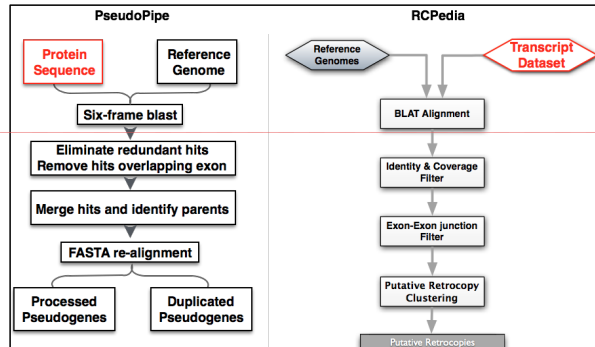 PseudoPipe
Protein
Sequence
Reference
Genome
Six-frame blast
Eliminate redundant hits
Remove hits overlapping exon
Merge hits and identify parents
FASTA re-alignment
Processed
Pseudogenes
Duplicated
Pseudogenes
RCPedia
Reference
Genomes
Transcript
Dataset
BLAT Alignment
Identity & Coverage
Filter
Exon-Exon junction
Filter
Putative Retrocopy
Clustering
Putative Retrocopies